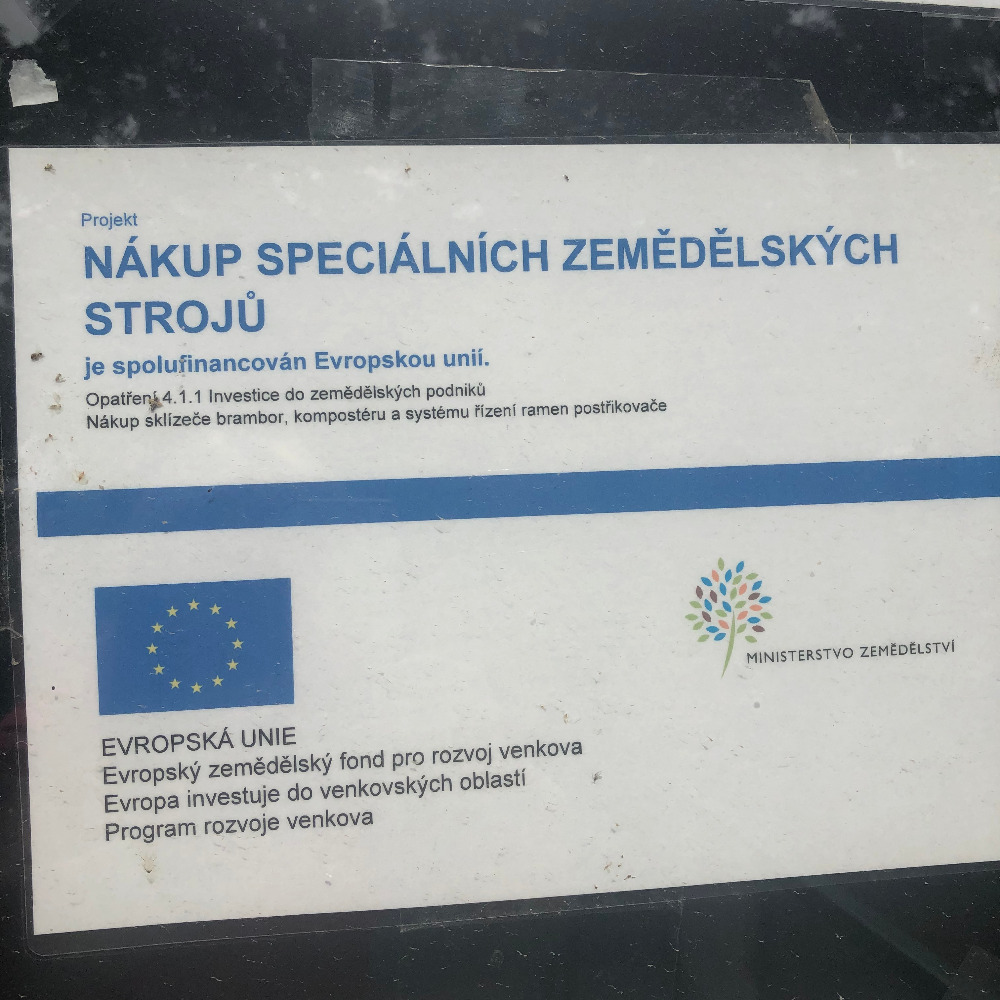 Projekt
NÁKUP SPECIÁLNÍCH ZEMĚDĚLSKÝCH
STROJŮ
je spolufinancován Evropskou unií.
Opatření 4.1.1 Investice do zemědělských podniků
Nákup sklízeče brambor, kompostéru a systému řízení ramen postřikovače
MINISTERSTVO ZEMĚDĚLSTVÍ
EVROPSKÁ UNIE
Evropský zemědělský fond pro rozvoj venkova
Evropa investuje do venkovských oblastí
Program rozvoje venkova